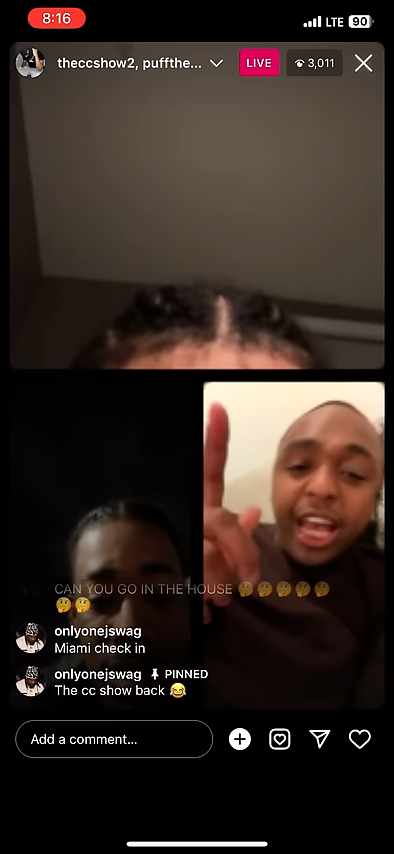 8:16
LTE 90
theccshow2, puffthe...
LIVE
3,011
CAN YOU GO IN THE HOUSE 🤔🤔🤔🤔🤔
🤔🤔
onlyonejswag
Miami check in
onlyonejswag PINNED
The cc show back 😂
Add a comment...